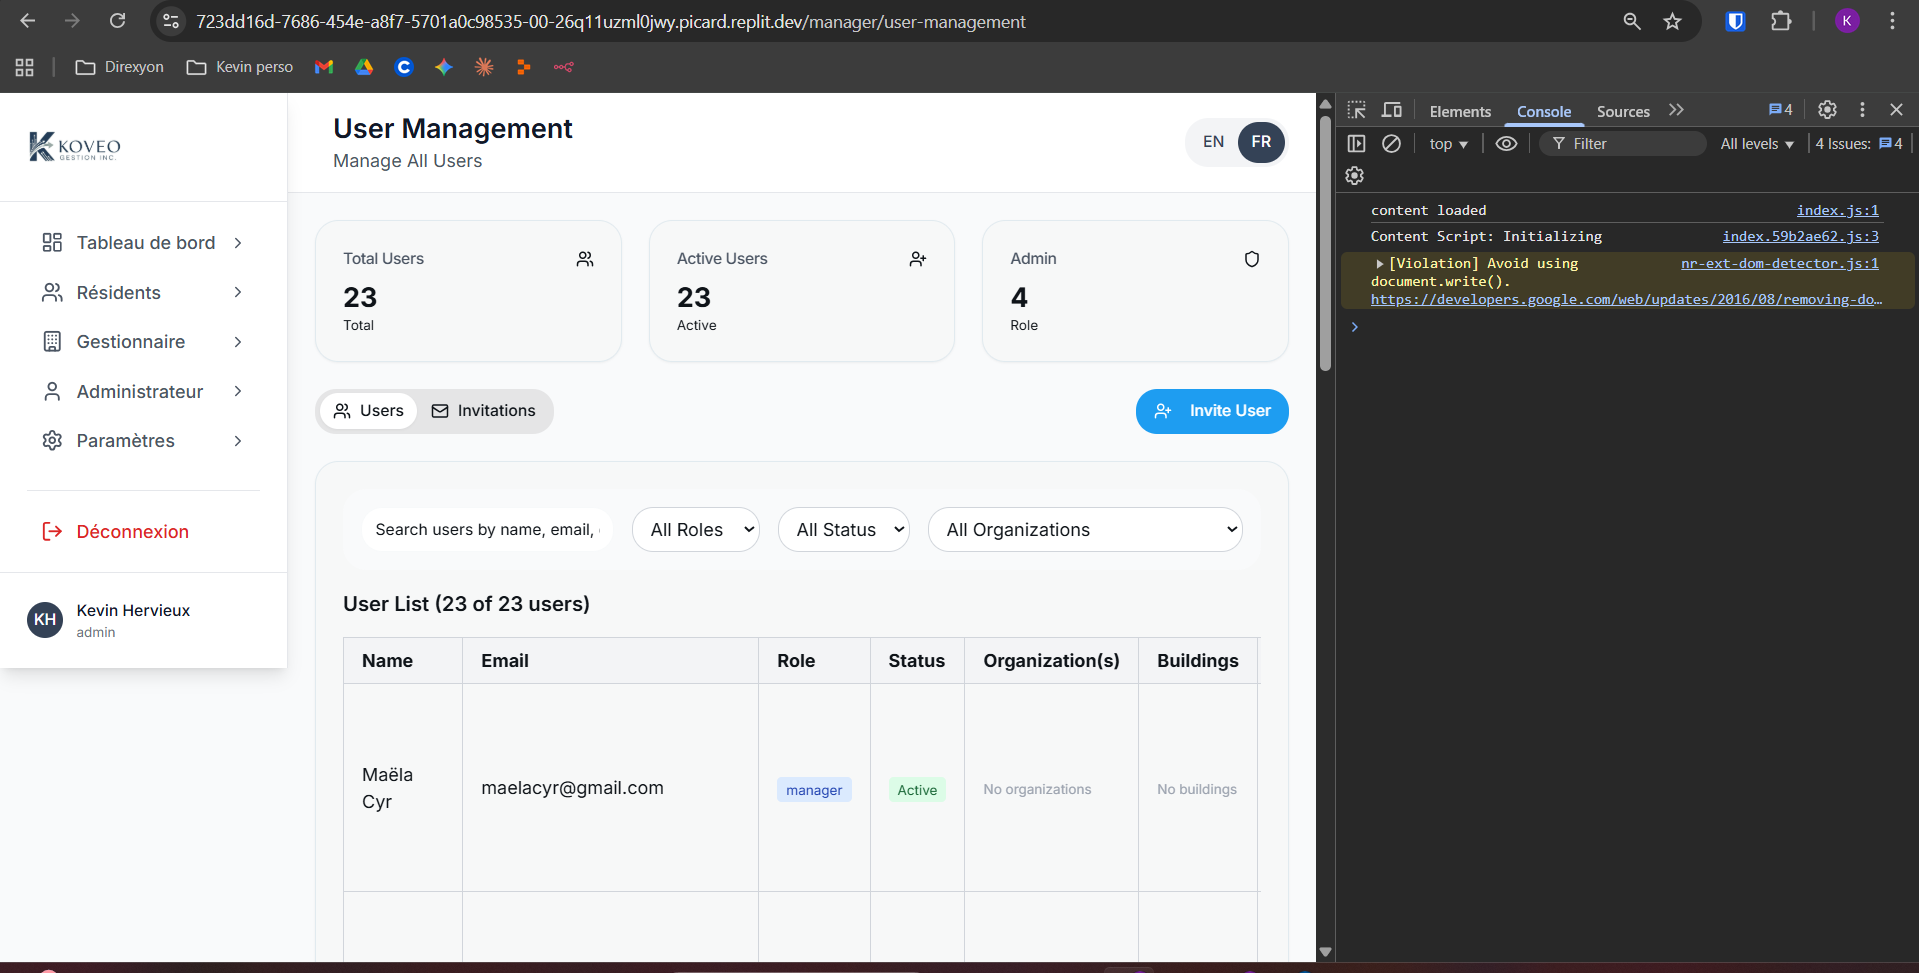 723dd16d-7686-454e-a8f7-5701a0c98535-00-26q11uzml0jwy.picard.replit.dev/manager/user-management
K
Direxyon
Kevin perso
KOVEO
GESTION INC.
Tableau de bord
Résidents
Gestionnaire
Administrateur
Paramètres
Déconnexion
KH
Kevin Hervieux
admin
User Management
Manage All Users
EN FR
Total Users
23
Total
Active Users
23
Active
Admin
4
Role
Users
Invitations
Invite User
Search users by name, email,
All Roles
All Status
All Organizations
User List (23 of 23 users)
Name Email Role Status Organization(s) Buildings
Maëla
Cyr
maelacyr@gmail.com
manager
Active
No organizations
No buildings
Elements Console Sources
4
top
Filter
All levels
4 Issues: 4
content loaded index.js:1
Content Script: Initializing index.59b2ae62.js:3
[Violation] Avoid using nr-ext-dom-detector.js:1
document.write().
https://developers.google.com/web/updates/2016/08/removing-do…